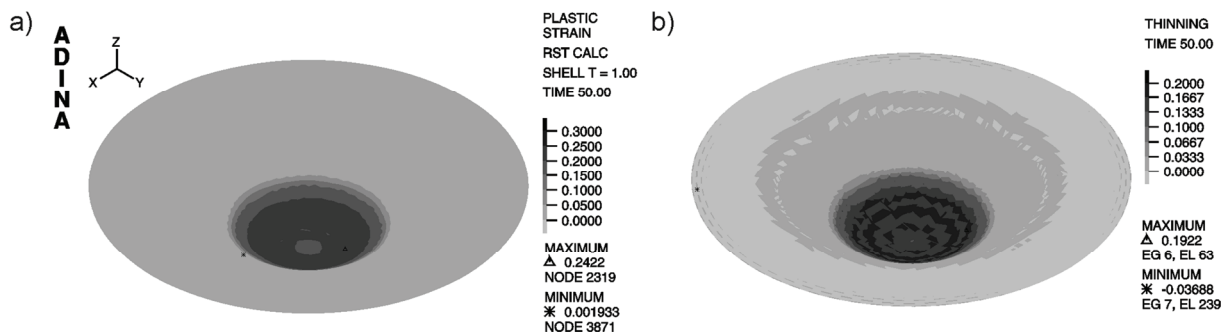 a)
ADINA
Z
X
Y
PLASTIC
STRAIN
RST CALC
SHELL T = 1.00
TIME 50.00
0.3000
0.2500
0.2000
0.1500
0.1000
0.0500
0.0000
MAXIMUM
0.2422
NODE 2319
MINIMUM
0.001933
NODE 3871
b)
THINNING
TIME 50.00
0.2000
0.1667
0.1333
0.1000
0.0667
0.0333
0.0000
MAXIMUM
0.1922
EG 6, EL 63
MINIMUM
-0.03688
EG 7, EL 239